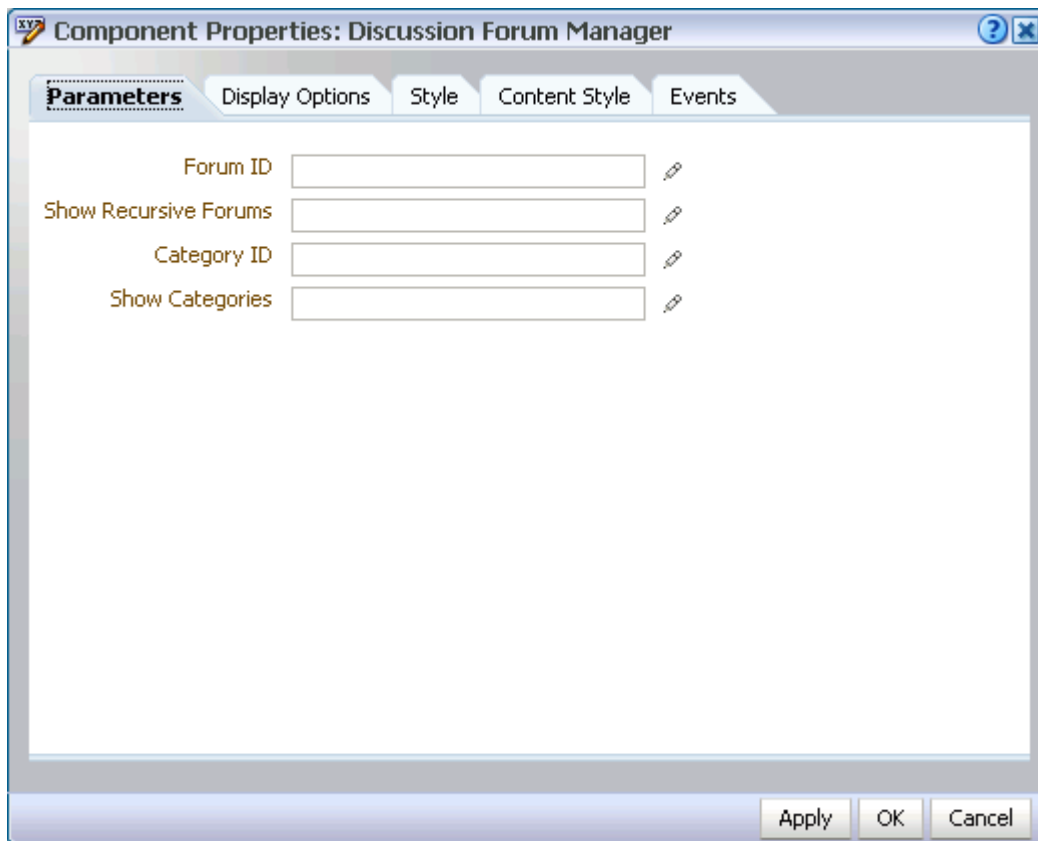 Component Properties: Discussion Forum Manager
Parameters Display Options Style Content Style Events
Forum ID
Show Recursive Forums
Category ID
Show Categories
Apply OK Cancel